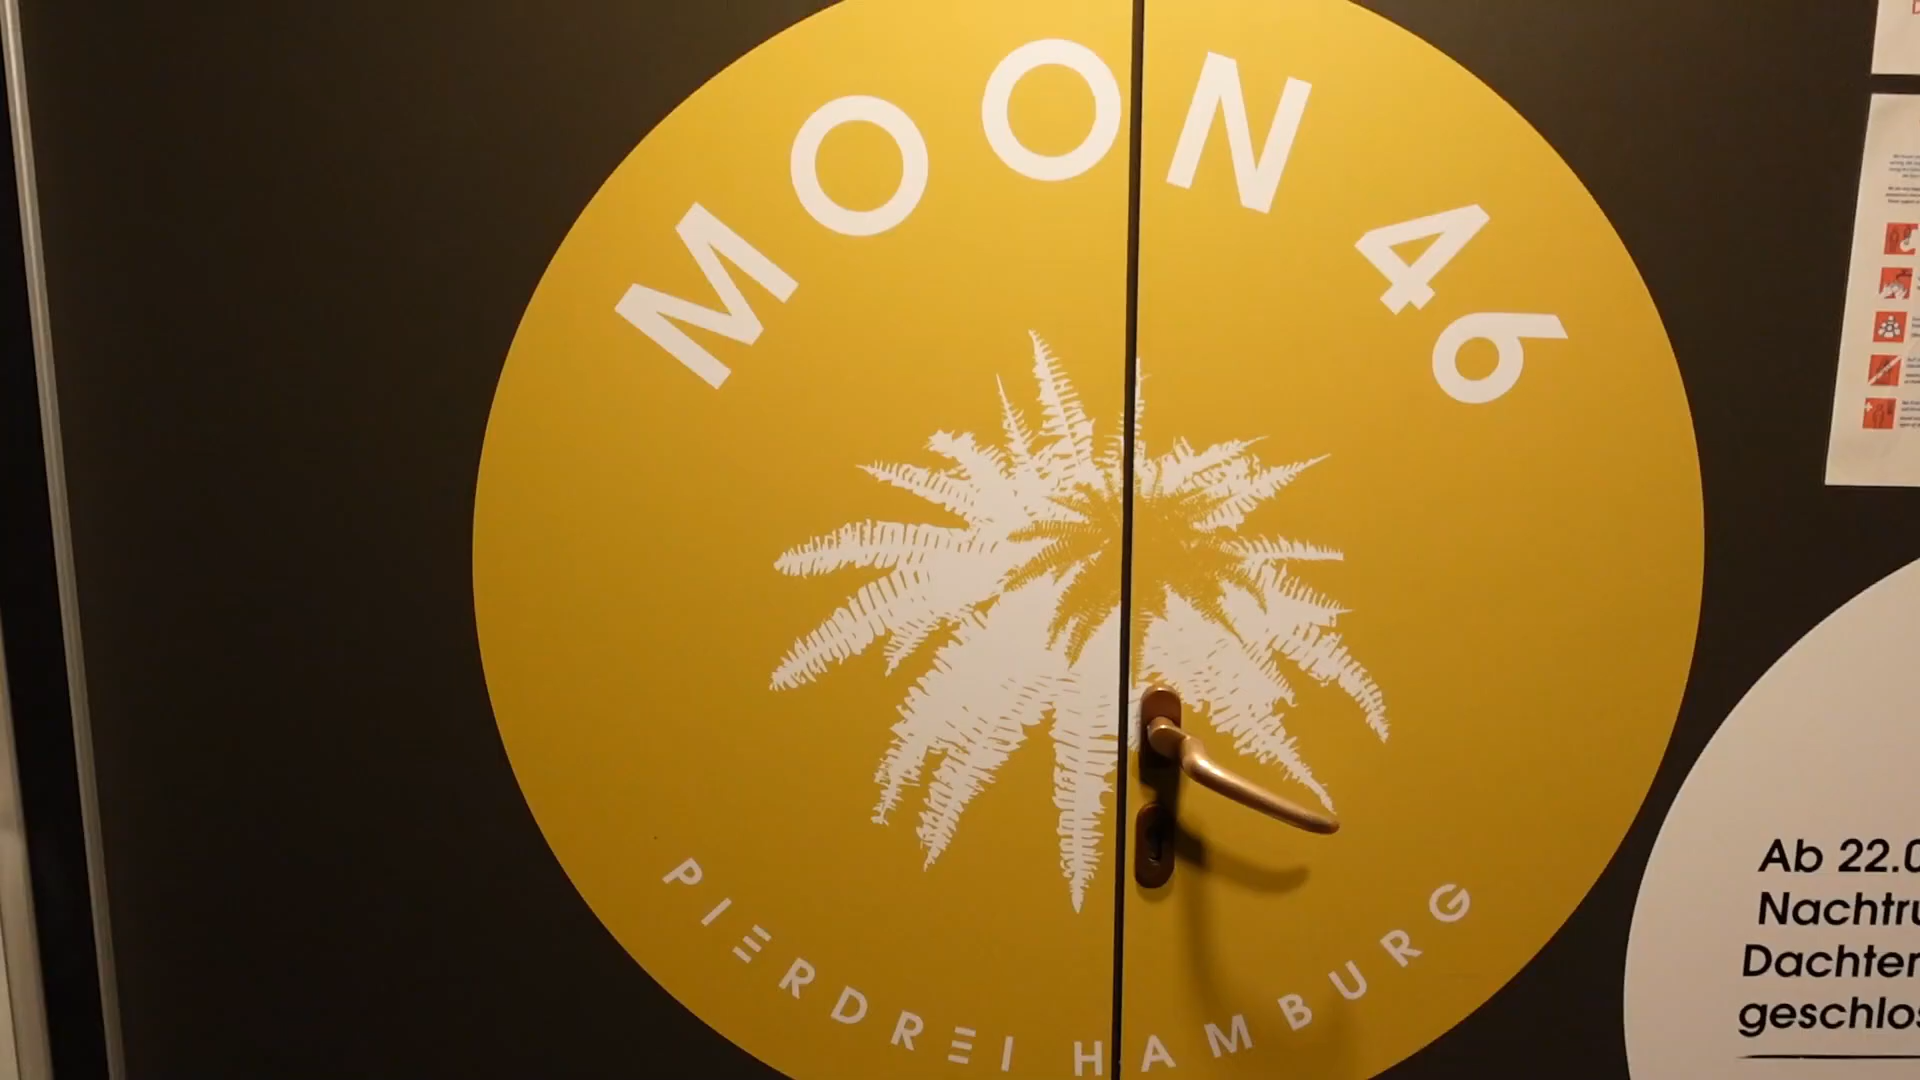 MOON 46
PIERDREI HAMBURG
Ab 22.0
Nachtru
Dachter
geschlos